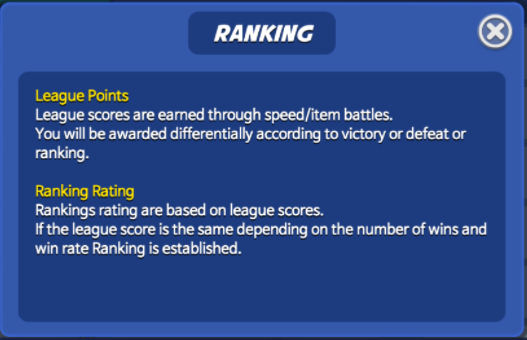 RANKING
League Points
League scores are earned through speed/item battles.
You will be awarded differentially according to victory or defeat or
ranking.
Ranking Rating
Rankings rating are based on league scores.
If the league score is the same depending on the number of wins and
win rate Ranking is established.